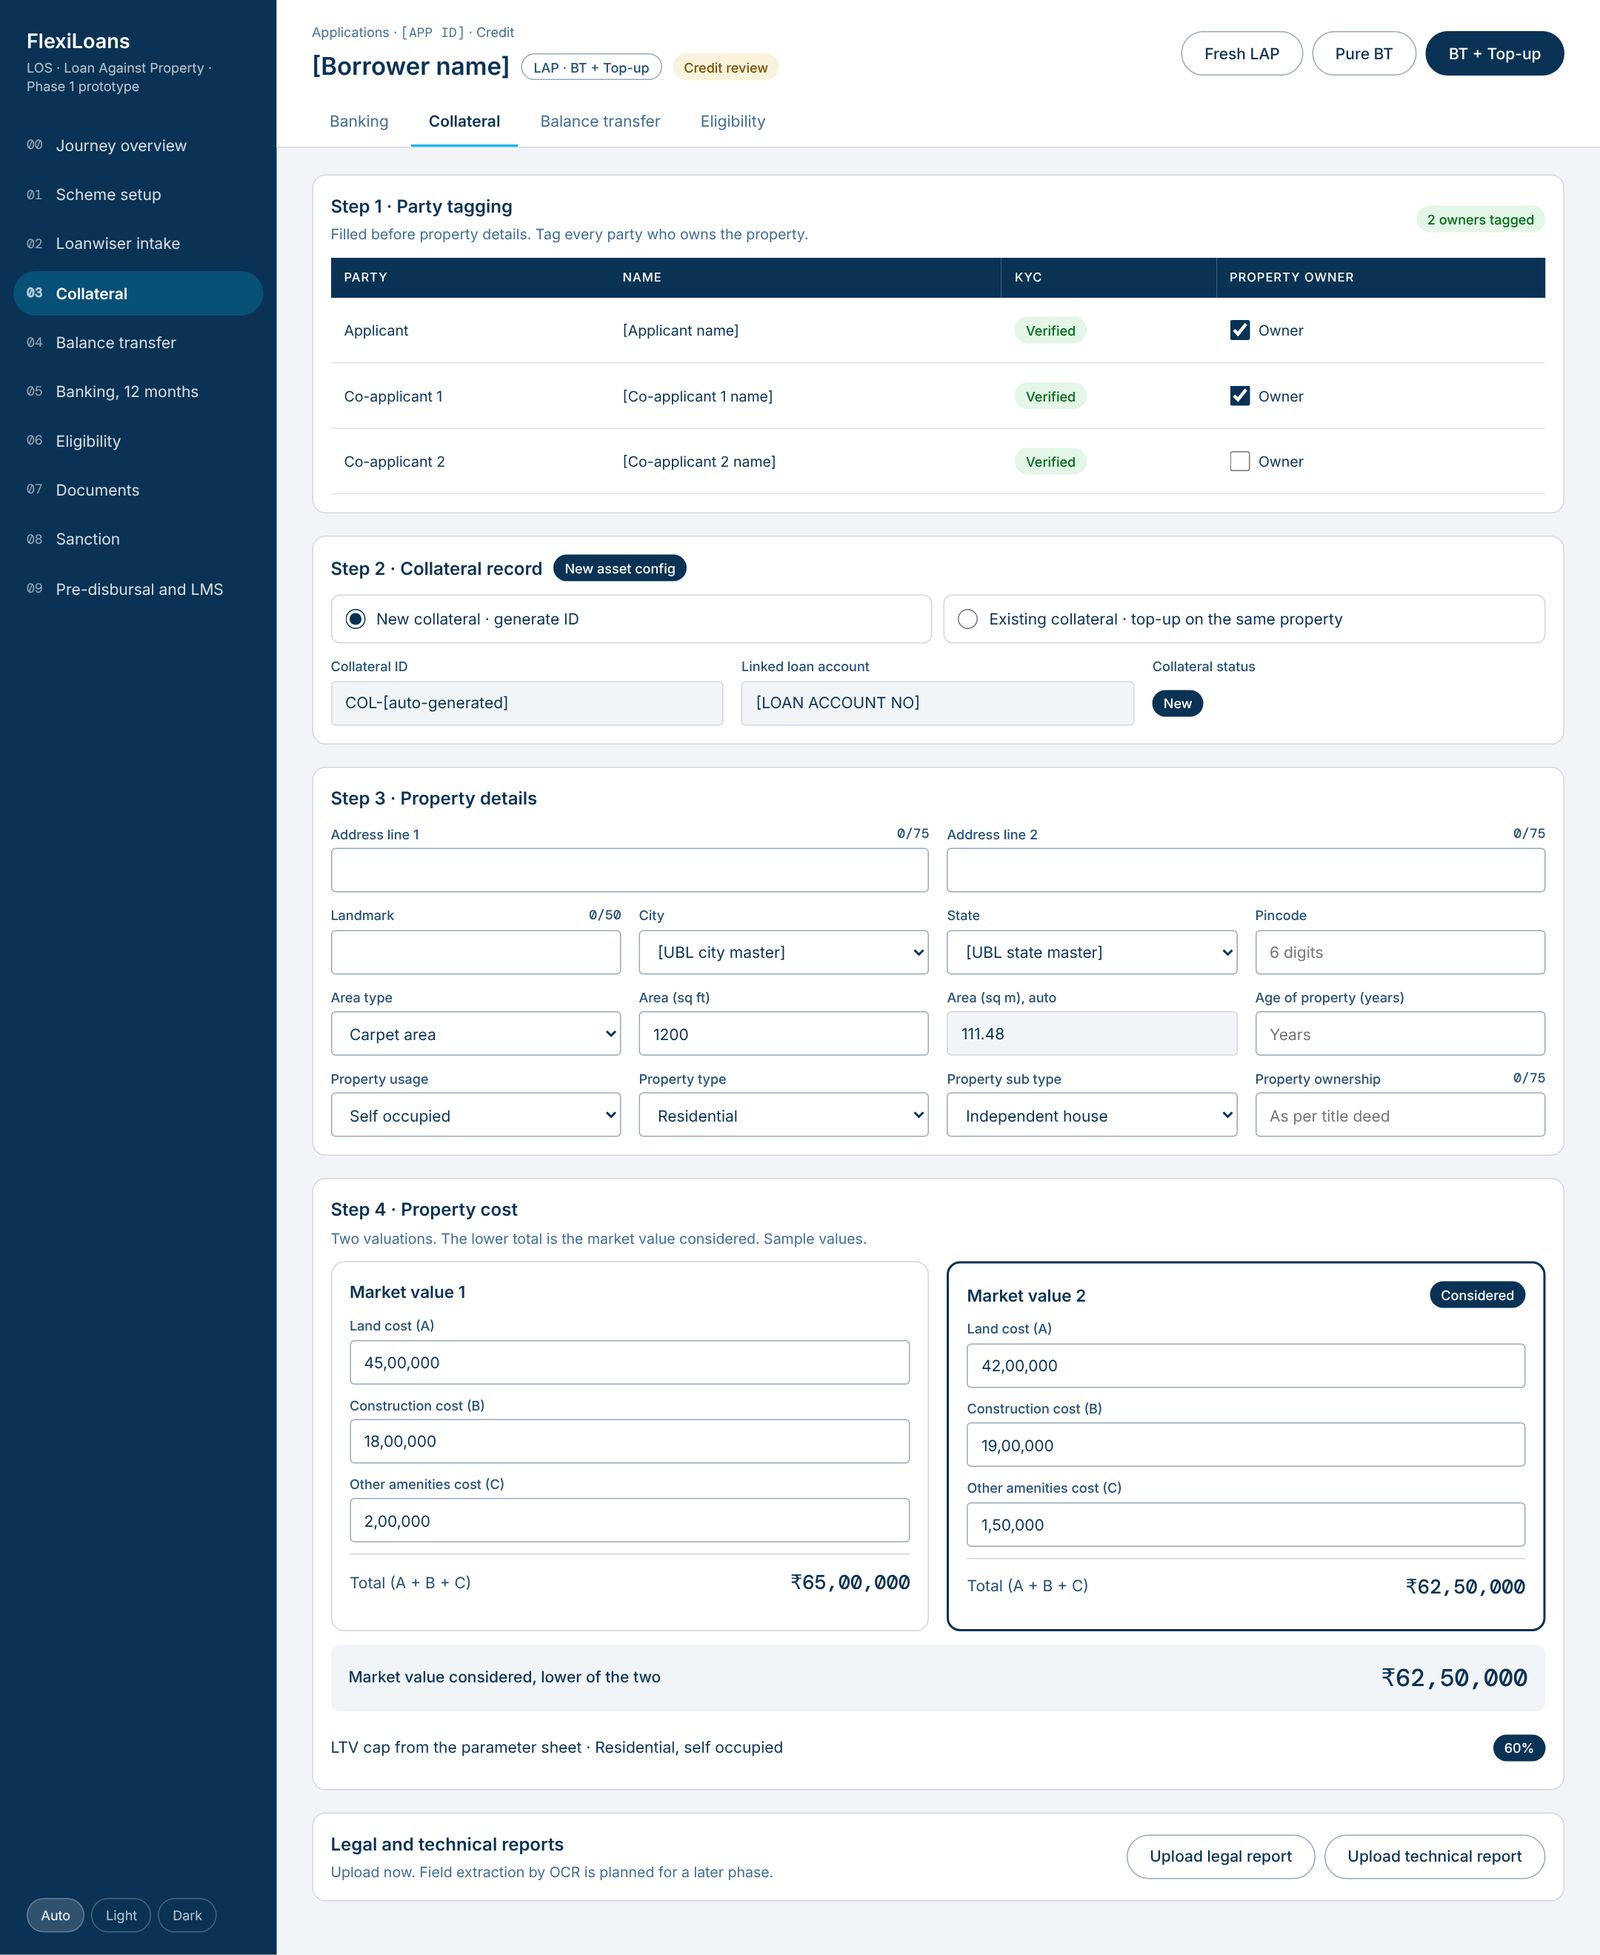 FlexiLoans
LOS · Loan Against Property ·
Phase 1 prototype
00 Journey overview
01 Scheme setup
02 Loanwiser intake
03 Collateral
04 Balance transfer
05 Banking, 12 months
06 Eligibility
07 Documents
08 Sanction
09 Pre-disbursal and LMS
Auto Light Dark
Applications · [APP ID] · Credit
[Borrower name] LAP · BT + Top-up Credit review
Fresh LAP Pure BT BT + Top-up
Banking Collateral Balance transfer Eligibility
Step 1 · Party tagging
Filled before property details. Tag every party who owns the property.
2 owners tagged
PARTY NAME KYC PROPERTY OWNER
Applicant [Applicant name] Verified Owner
Co-applicant 1 [Co-applicant 1 name] Verified Owner
Co-applicant 2 [Co-applicant 2 name] Verified Owner
Step 2 · Collateral record New asset config
New collateral · generate ID Existing collateral · top-up on the same property
Collateral ID Linked loan account Collateral status
COL-[auto-generated] [LOAN ACCOUNT NO] New
Step 3 · Property details
Address line 1 0/75 Address line 2 0/75
Landmark 0/50 City State Pincode
[UBL city master] [UBL state master] 6 digits
Area type Area (sq ft) Area (sq m), auto Age of property (years)
Carpet area 1200 111.48 Years
Property usage Property type Property sub type Property ownership 0/75
Self occupied Residential Independent house As per title deed
Step 4 · Property cost
Two valuations. The lower total is the market value considered. Sample values.
Market value 1
Land cost (A)
45,00,000
Construction cost (B)
18,00,000
Other amenities cost (C)
2,00,000
Total (A + B + C) ₹65,00,000
Market value 2 Considered
Land cost (A)
42,00,000
Construction cost (B)
19,00,000
Other amenities cost (C)
1,50,000
Total (A + B + C) ₹62,50,000
Market value considered, lower of the two ₹62,50,000
LTV cap from the parameter sheet · Residential, self occupied 60%
Legal and technical reports
Upload now. Field extraction by OCR is planned for a later phase.
Upload legal report Upload technical report